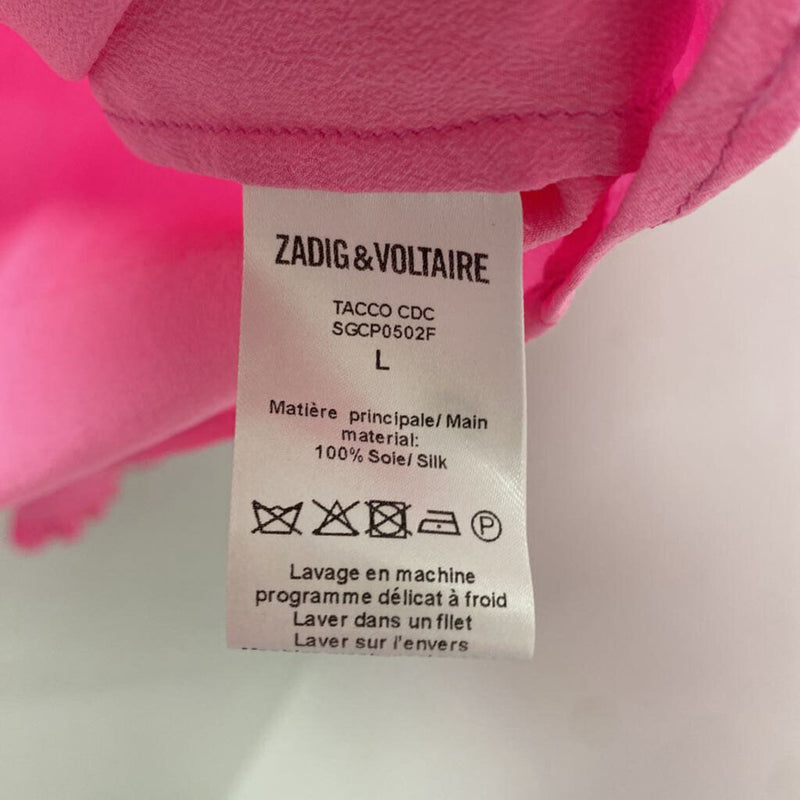 ZADIG&VOLTAIRE
TACCO CDC
SGCP0502F
L
Matière principale/ Main
material:
100% Soie/ Silk
P
Lavage en machine
programme délicat à froid
Laver dans un filet
Laver sur l'envers